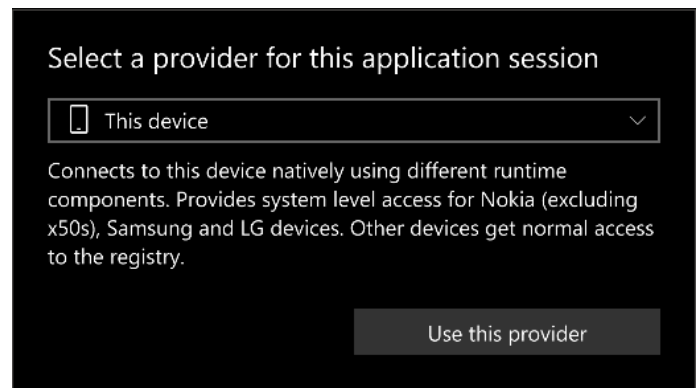 Select a provider for this application session
This device
Connects to this device natively using different runtime
components. Provides system level access for Nokia (excluding
x50s), Samsung and LG devices. Other devices get normal access
to the registry.
Use this provider